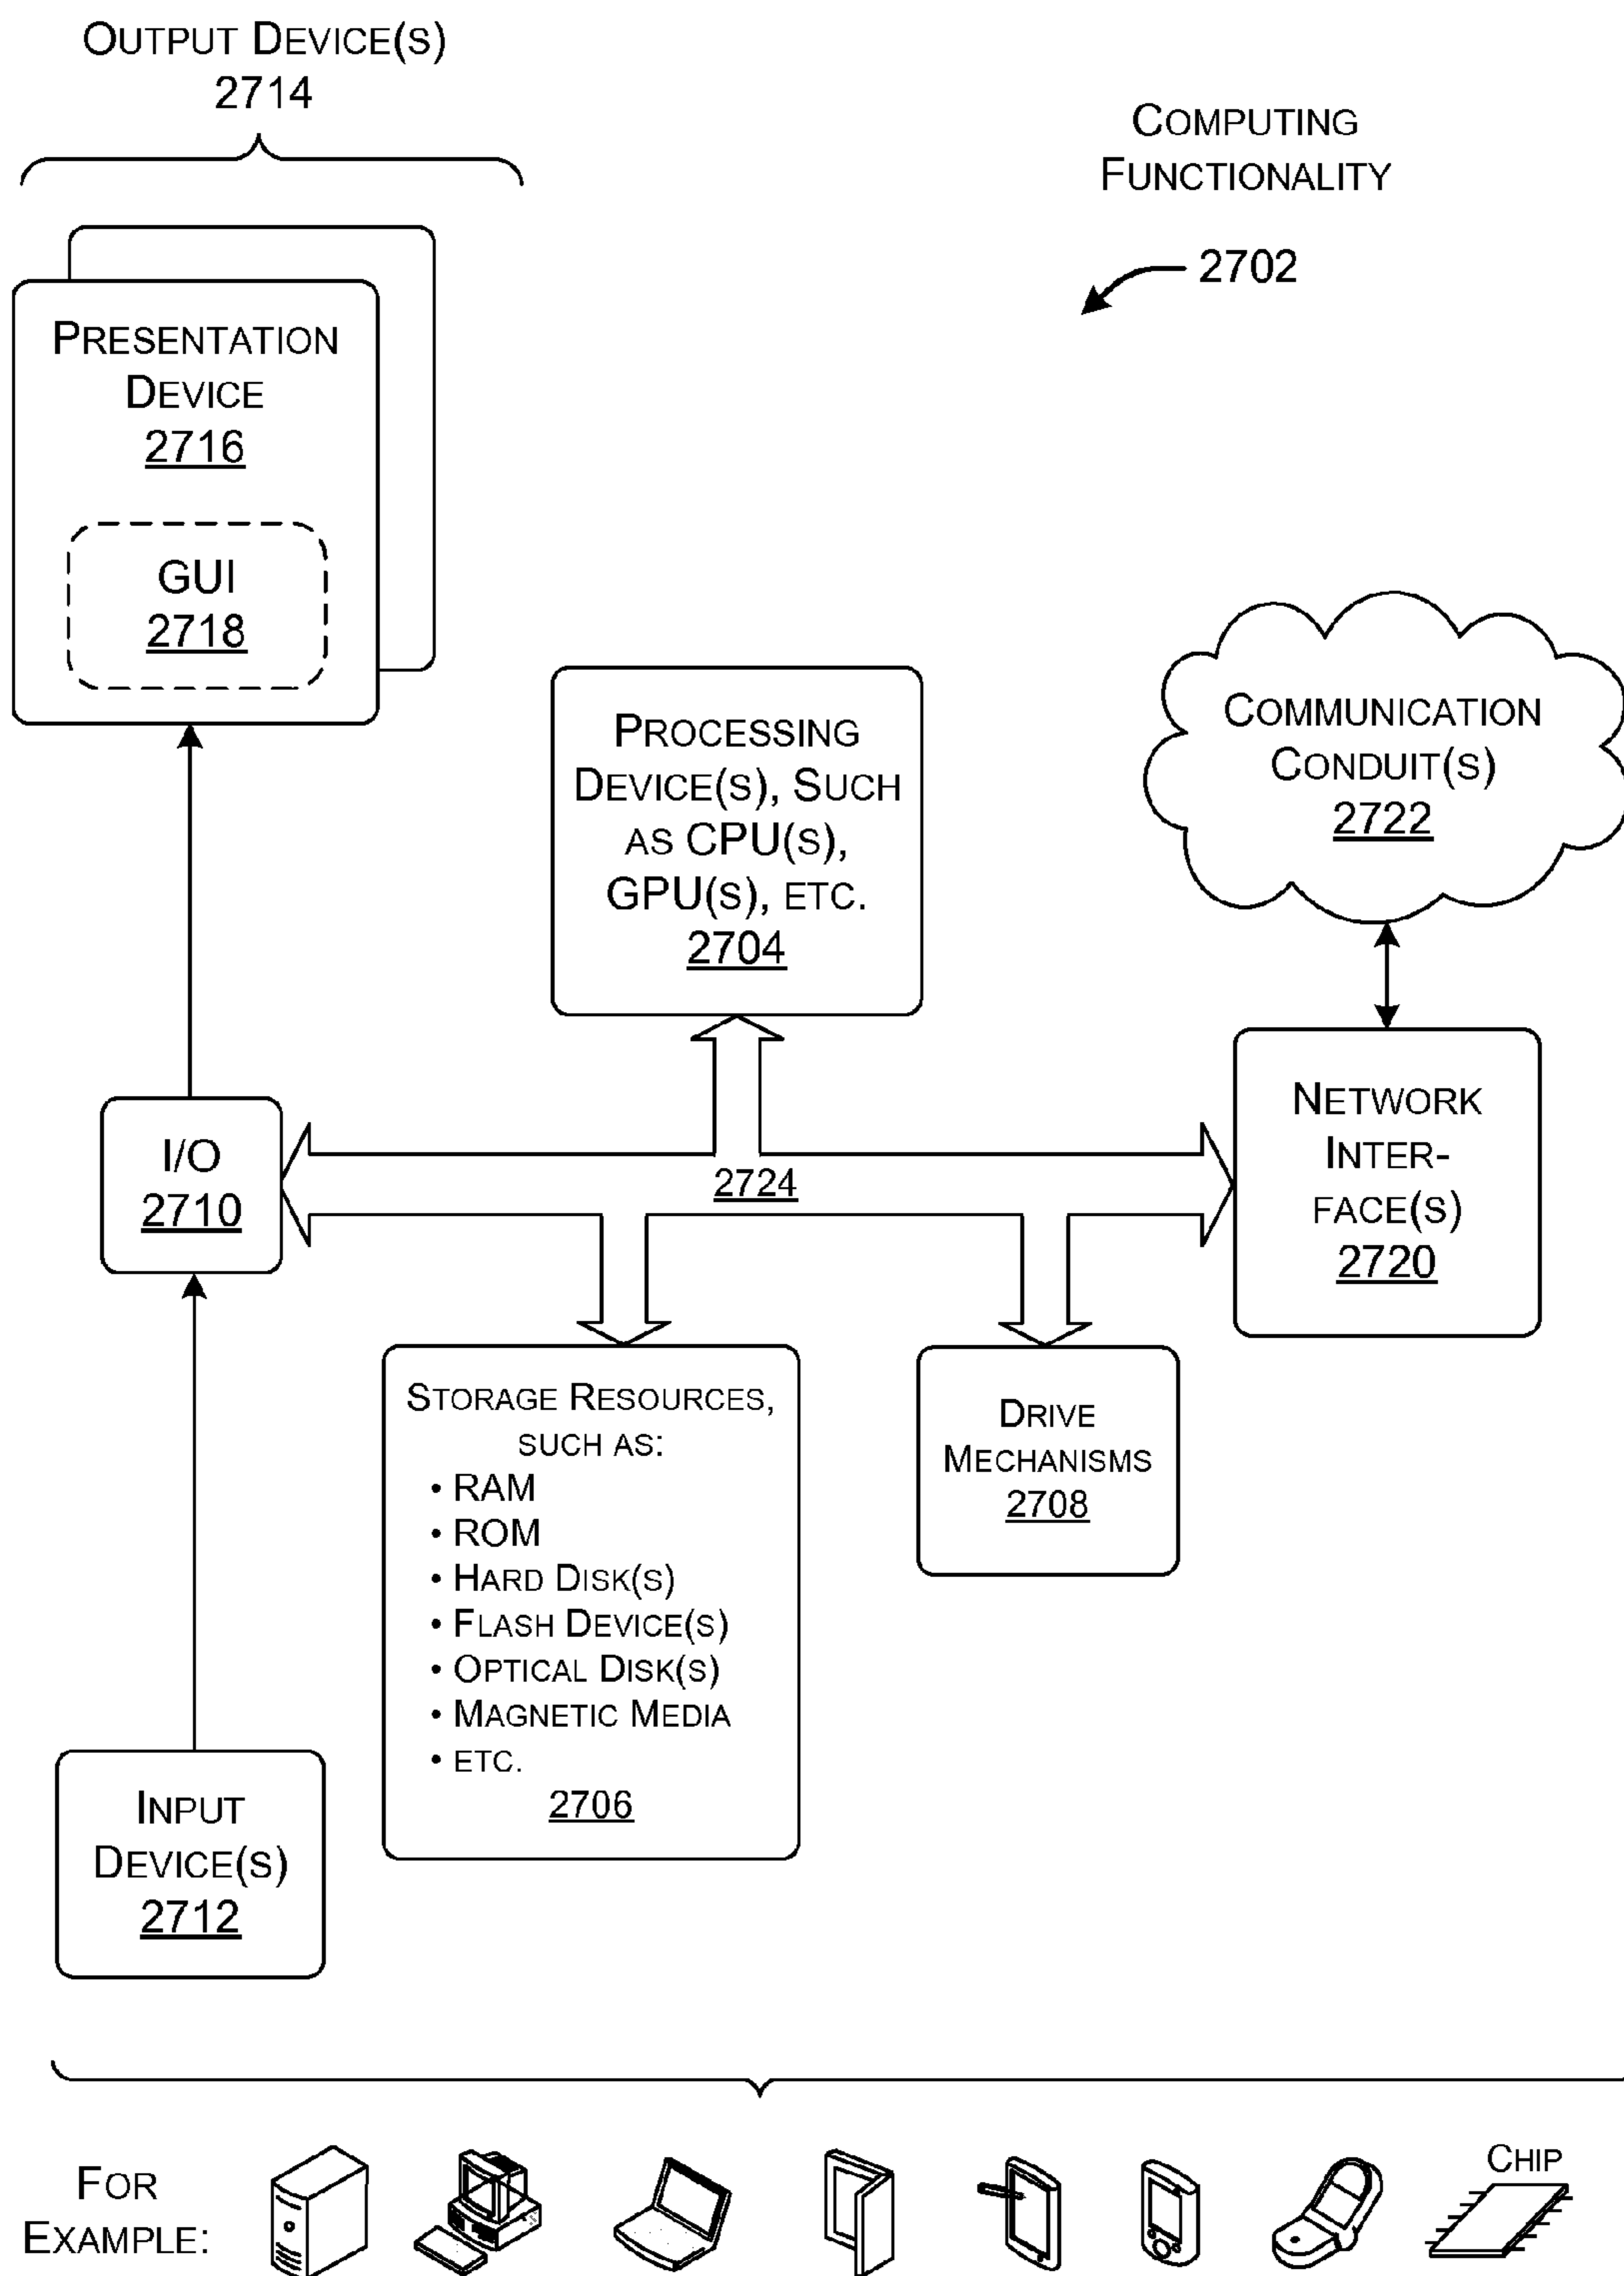 OUTPUT DEVICE(S)
2714
COMPUTING
FUNCTIONALITY
2702
PRESENTATION
DEVICE
2716
GUI
2718
PROCESSING
DEVICE(S), SUCH
AS CPU(S),
GPU(S), ETC.
2704
COMMUNICATION
CONDUIT(S)
2722
I/O
2710
2724
NETWORK
INTER-
FACE(S)
2720
STORAGE RESOURCES,
SUCH AS:
• RAM
• ROM
• HARD DISK(S)
• FLASH DEVICE(S)
• OPTICAL DISK(S)
• MAGNETIC MEDIA
• ETC.
2706
DRIVE
MECHANISMS
2708
INPUT
DEVICE(S)
2712
FOR
EXAMPLE:
CHIP